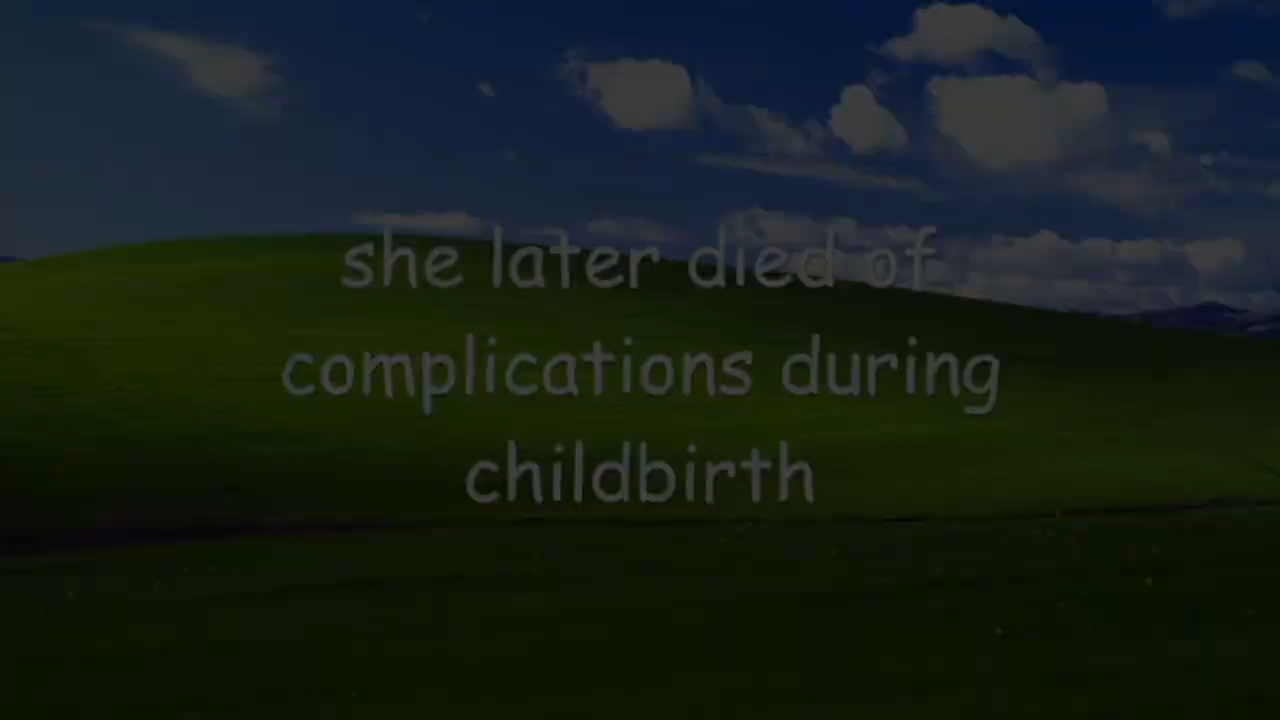 she later died of
complications during
childbirth